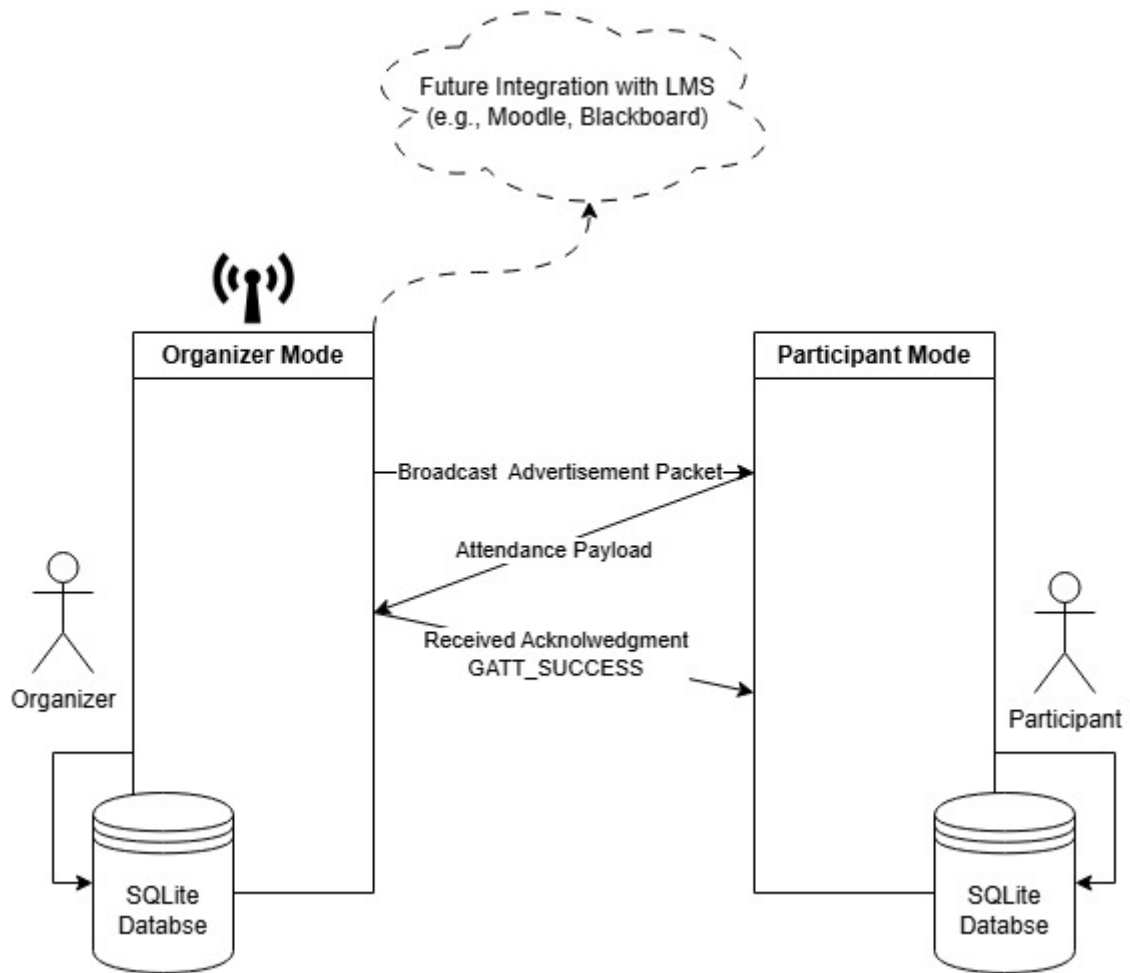 Future Integration with LMS
(e.g., Moodle, Blackboard)
Organizer Mode
Participant Mode
Broadcast Advertisement Packet
Attendance Payload
Received Acknolwedgment
GATT_SUCCESS
Organizer
Participant
SQLite
Databse
SQLite
Databse